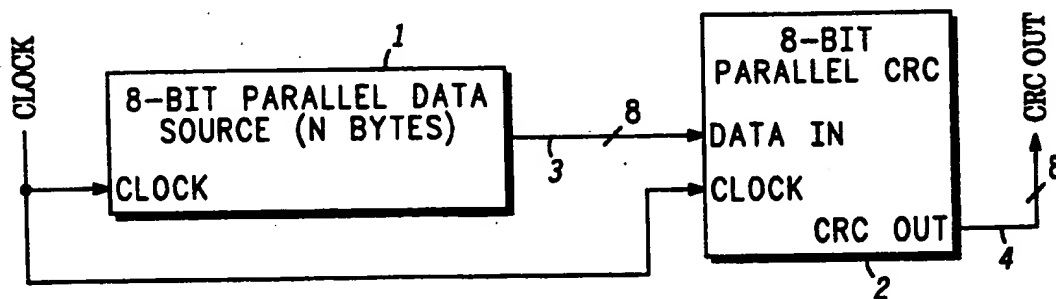 CLOCK
1
8-BIT PARALLEL DATA
SOURCE (N BYTES)
CLOCK
8
3
8-BIT
PARALLEL CRC
DATA IN
CLOCK
CRC OUT
2
CRC OUT
8
4